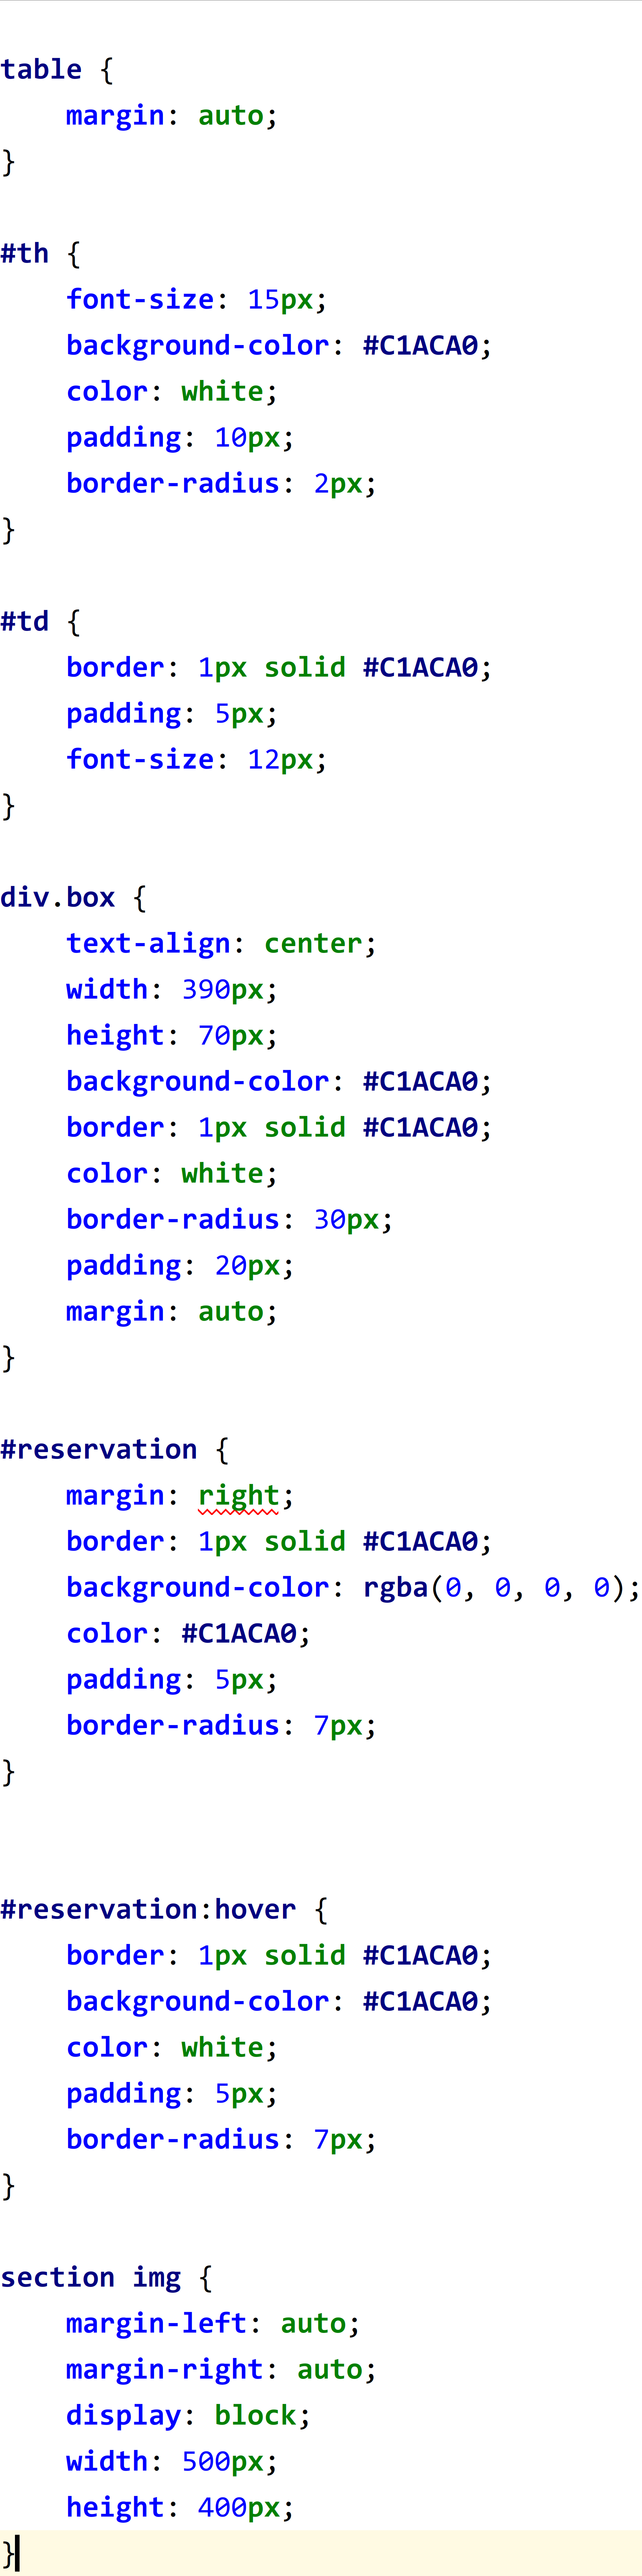 table {
    margin: auto;
}

#th {
    font-size: 15px;
    background-color: #C1ACA0;
    color: white;
    padding: 10px;
    border-radius: 2px;
}

#td {
    border: 1px solid #C1ACA0;
    padding: 5px;
    font-size: 12px;
}

div.box {
    text-align: center;
    width: 390px;
    height: 70px;
    background-color: #C1ACA0;
    border: 1px solid #C1ACA0;
    color: white;
    border-radius: 30px;
    padding: 20px;
    margin: auto;
}

#reservation {
    margin: right;
    border: 1px solid #C1ACA0;
    background-color: rgba(0, 0, 0, 0);
    color: #C1ACA0;
    padding: 5px;
    border-radius: 7px;
}


#reservation:hover {
    border: 1px solid #C1ACA0;
    background-color: #C1ACA0;
    color: white;
    padding: 5px;
    border-radius: 7px;
}

section img {
    margin-left: auto;
    margin-right: auto;
    display: block;
    width: 500px;
    height: 400px;
}